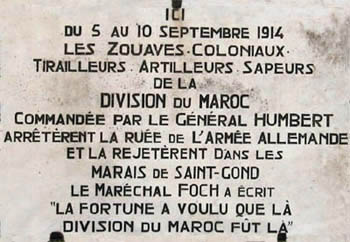 ICI
DU 5 AU 10 SEPTEMBRE 1914
LES ZOUAVES-COLONIAUX-
TIRAILLEURS-ARTILLEURS-SAPEURS
DE LA
DIVISION DU MAROC
COMMANDÉE PAR LE GÉNÉRAL HUMBERT
ARRÊTÈRENT LA RUÉE DE L'ARMÉE ALLEMANDE
ET LA REJETÈRENT DANS LES
MARAIS DE SAINT-GOND
LE MARÉCHAL FOCH A ÉCRIT
"LA FORTUNE A VOULU QUE LÀ
DIVISION DU MAROC FÛT LÀ"